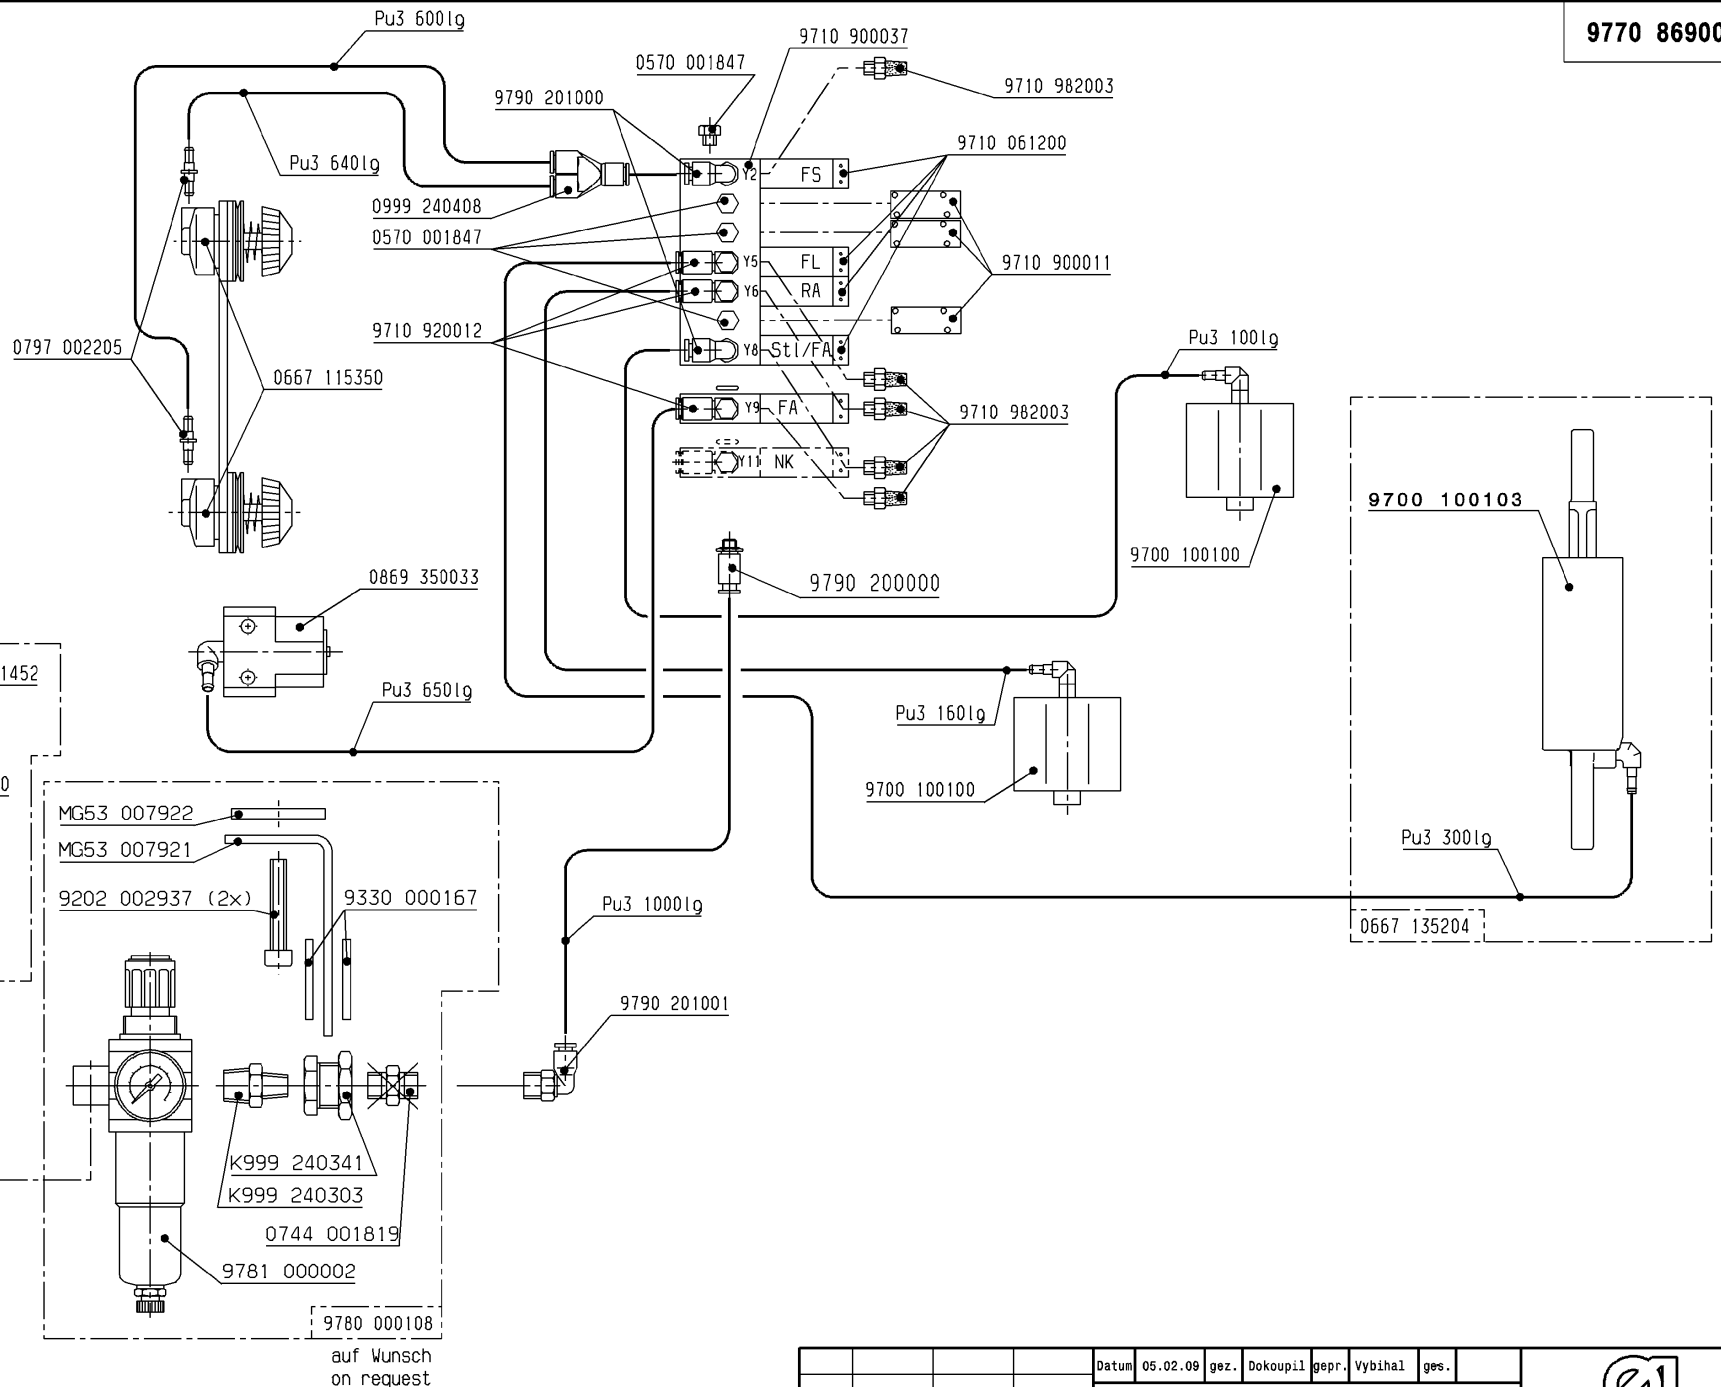 Pu3 600lg
9770 86900
9710 900037
0570 001847
9710 982003
9790 201000
9710 061200
Pu3 640lg
Y2 FS
0999 240408
0570 001847
Y5 FL
9710 900011
Y6 RA
9710 920012
Pu3 100lg
0797 002205
Y8 Stl/FA
0667 115350
Y9 FA
9710 982003
Y11 NK
9700 100103
9700 100100
0869 350033
9790 200000
1452
Pu3 650lg
Pu3 160lg
0
9700 100100
MG53 007922
MG53 007921
Pu3 300lg
9202 002937 (2x)
9330 000167
Pu3 1000lg
0667 135204
9790 201001
K999 240341
K999 240303
0744 001819
9781 000002
9780 000108
auf Wunsch
on request
Datum 05.02.09 gez. Dokoupil gepr. Vybihal ges.